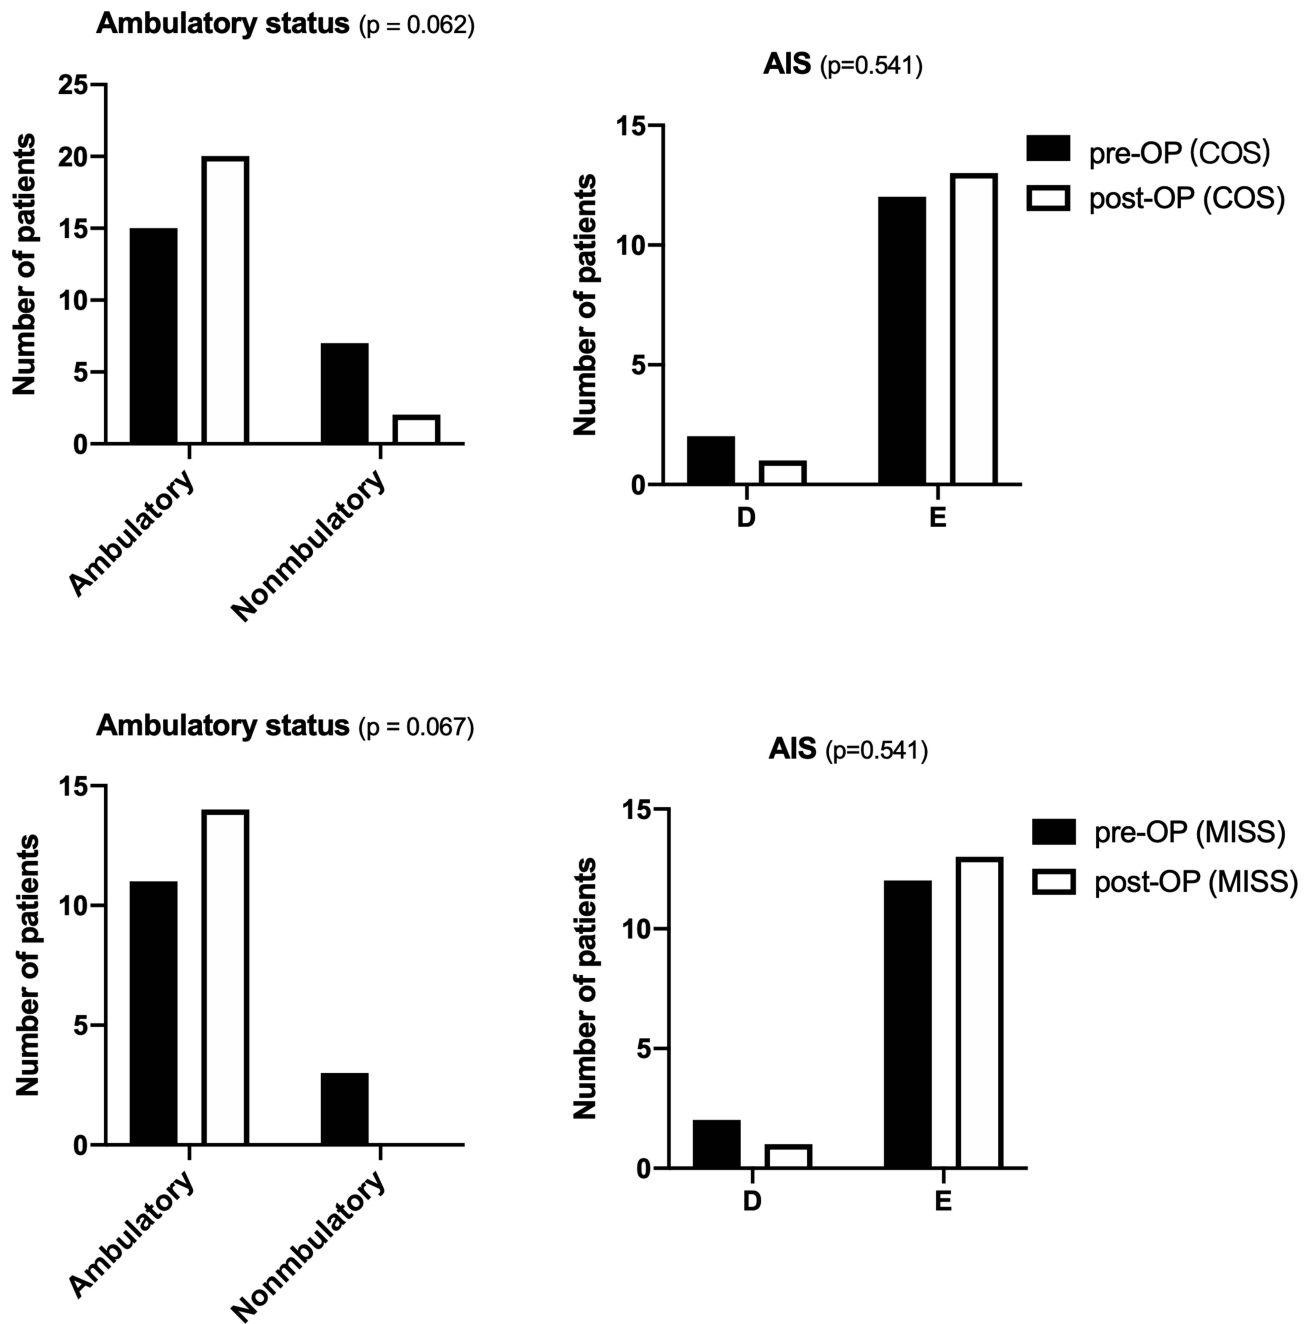 Ambulatory status (p = 0.062)
Number of patients
25
20
15
10
5
0
Ambulatory
Nonmbulatory
AIS (p=0.541)
Number of patients
15
10
5
0
D
E
pre-OP (COS)
post-OP (COS)
Ambulatory status (p = 0.067)
Number of patients
15
10
5
0
Ambulatory
Nonmbulatory
AIS (p=0.541)
Number of patients
15
10
5
0
D
E
pre-OP (MISS)
post-OP (MISS)